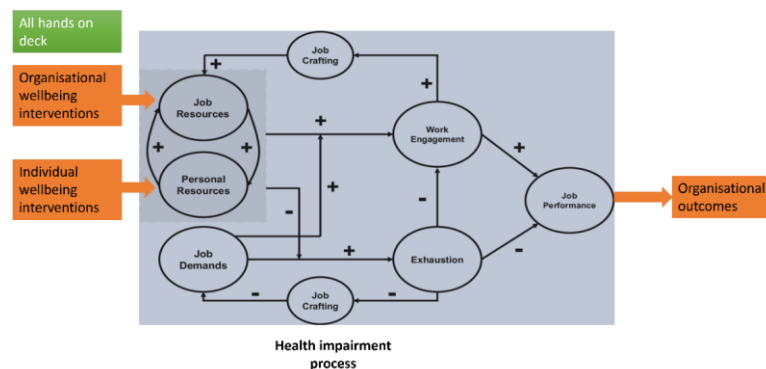 All hands on
deck
Organisational
wellbeing
interventions
Individual
wellbeing
interventions
Job
Crafting
+
+
Job
Resources
+
+
Personal
Resources
+
+
-
Work
Engagement
+
-
Job
Performance
Organisational
outcomes
Job
Demands
+
Exhaustion
-
-
Job
Crafting
-
Health impairment
process